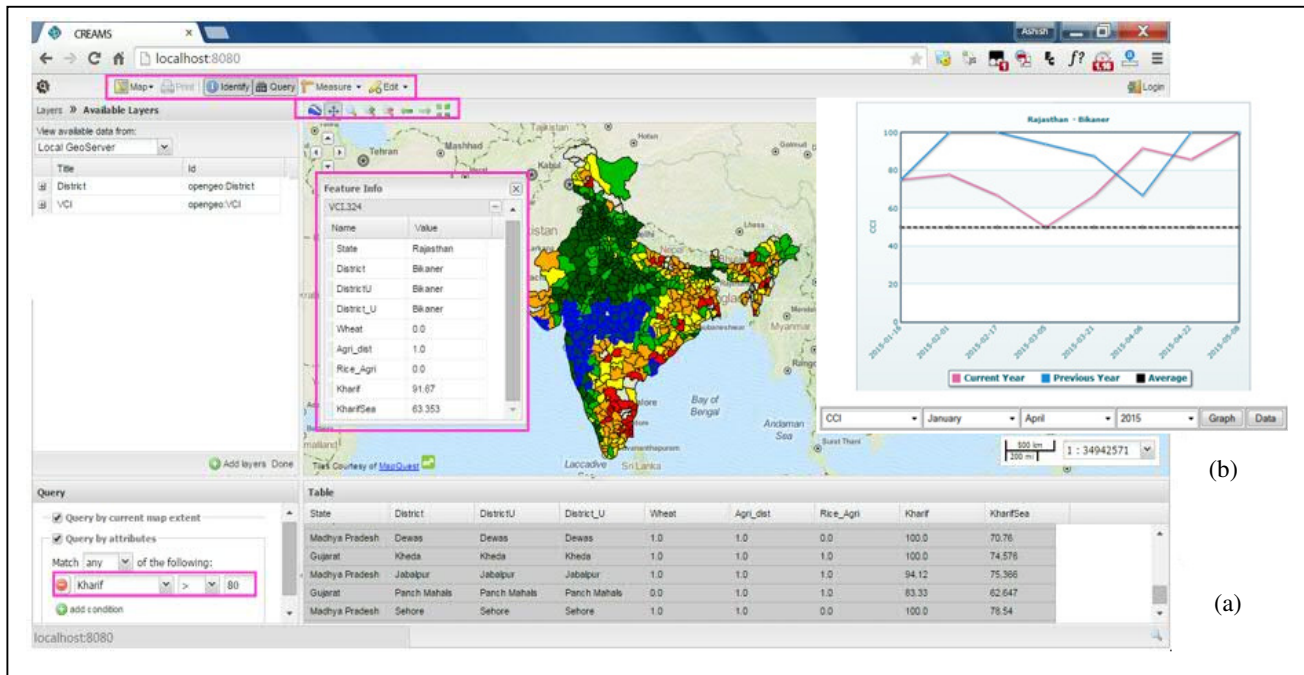 CREAMS
Ashish
localhost:8080
Map
Print
Identify
Query
Measure
Edit
Login
Layers » Available Layers
View available data from:
Local GeoServer
Title Id
District opengeo:District
VCI opengeo:VCI
Add layers Done
Tajikistan
Hotan
Golmud
Tehran
Mashhad
Kabul
Lhasa
Nepal
Myanmar
Bay of
Bengal
Andaman
Sea
Surat Thani
Laccadive
Sri Lanka
Tiles Courtesy of MapQuest
Feature Info
VCI.324
Name Value
State Rajasthan
District Bikaner
DistrictU Bikaner
District_U Bikaner
Wheat 0.0
Agri_dist 1.0
Rice_Agri 0.0
Kharif 91.67
KharifSea 63.353
Rajasthan - Bikaner
CCI
100
80
60
40
20
0
2015-01-16
2015-02-01
2015-02-17
2015-03-05
2015-03-21
2015-04-06
2015-04-22
2015-05-08
Current Year Previous Year Average
CCI January April 2015 Graph Data
500 km
200 mi
1 : 34942571
(b)
Query
Query by current map extent
Query by attributes
Match any of the following:
Kharif > 80
add condition
Table
State District DistrictU District_U Wheat Agri_dist Rice_Agri Kharif KharifSea
Madhya Pradesh Dewas Dewas Dewas 1.0 1.0 0.0 100.0 70.76
Gujarat Kheda Kheda Kheda 1.0 1.0 1.0 100.0 74.576
Madhya Pradesh Jabalpur Jabalpur Jabalpur 1.0 1.0 1.0 94.12 75.366
Gujarat Panch Mahals Panch Mahals Panch Mahals 0.0 1.0 1.0 83.33 62.647
Madhya Pradesh Sehore Sehore Sehore 1.0 1.0 0.0 100.0 78.54
(a)
localhost:8080